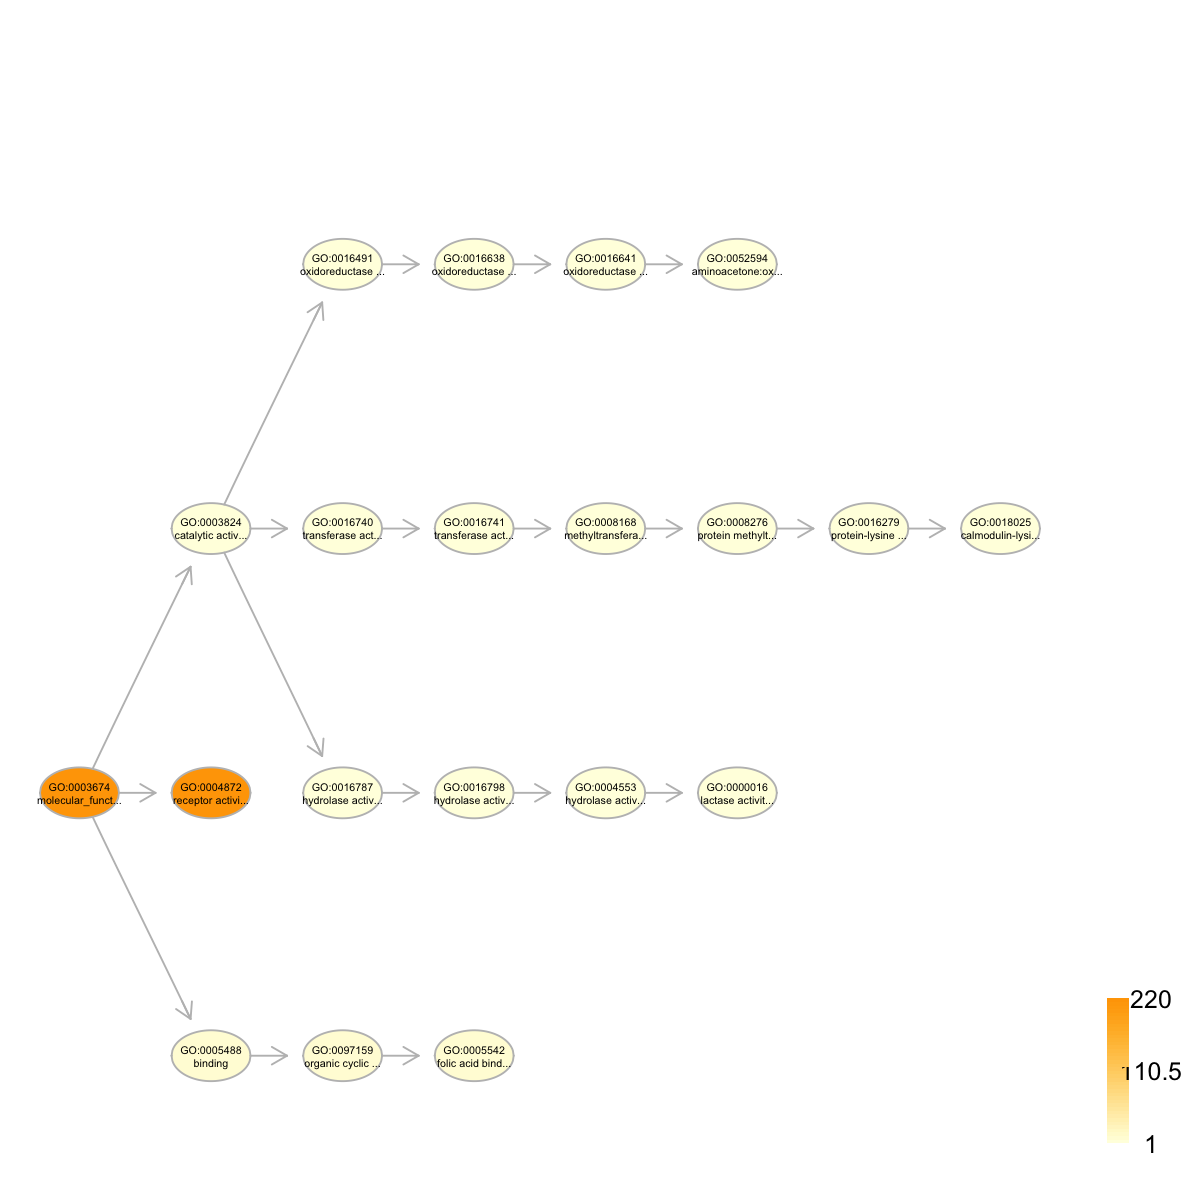 GO:0016491
oxidoreductase ...
GO:0016638
oxidoreductase ...
GO:0016641
oxidoreductase ...
GO:0052594
aminoacetone:ox...
GO:0003824
catalytic activ...
GO:0016740
transferase act...
GO:0016741
transferase act...
GO:0008168
methyltransfera...
GO:0008276
protein methylt...
GO:0016279
protein-lysine ...
GO:0018025
calmodulin-lysi...
GO:0003674
molecular_funct...
GO:0004872
receptor activi...
GO:0016787
hydrolase activ...
GO:0016798
hydrolase activ...
GO:0004553
hydrolase activ...
GO:0000016
lactase activit...
GO:0005488
binding
GO:0097159
organic cyclic ...
GO:0005542
folic acid bind...
220
110.5
1